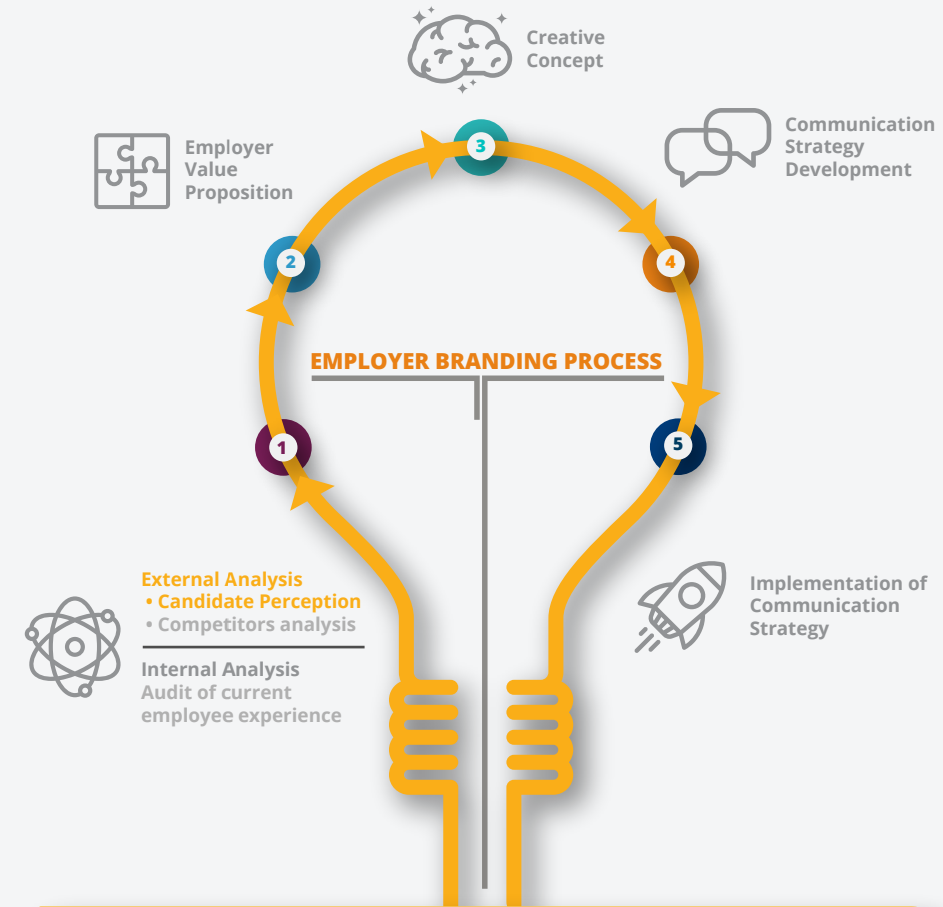 Creative
Concept
3
Communication
Strategy
Development
4
Employer
Value
Proposition
2
EMPLOYER BRANDING PROCESS
1
5
External Analysis
• Candidate Perception
• Competitors analysis
Internal Analysis
Audit of current
employee experience
Implementation of
Communication
Strategy